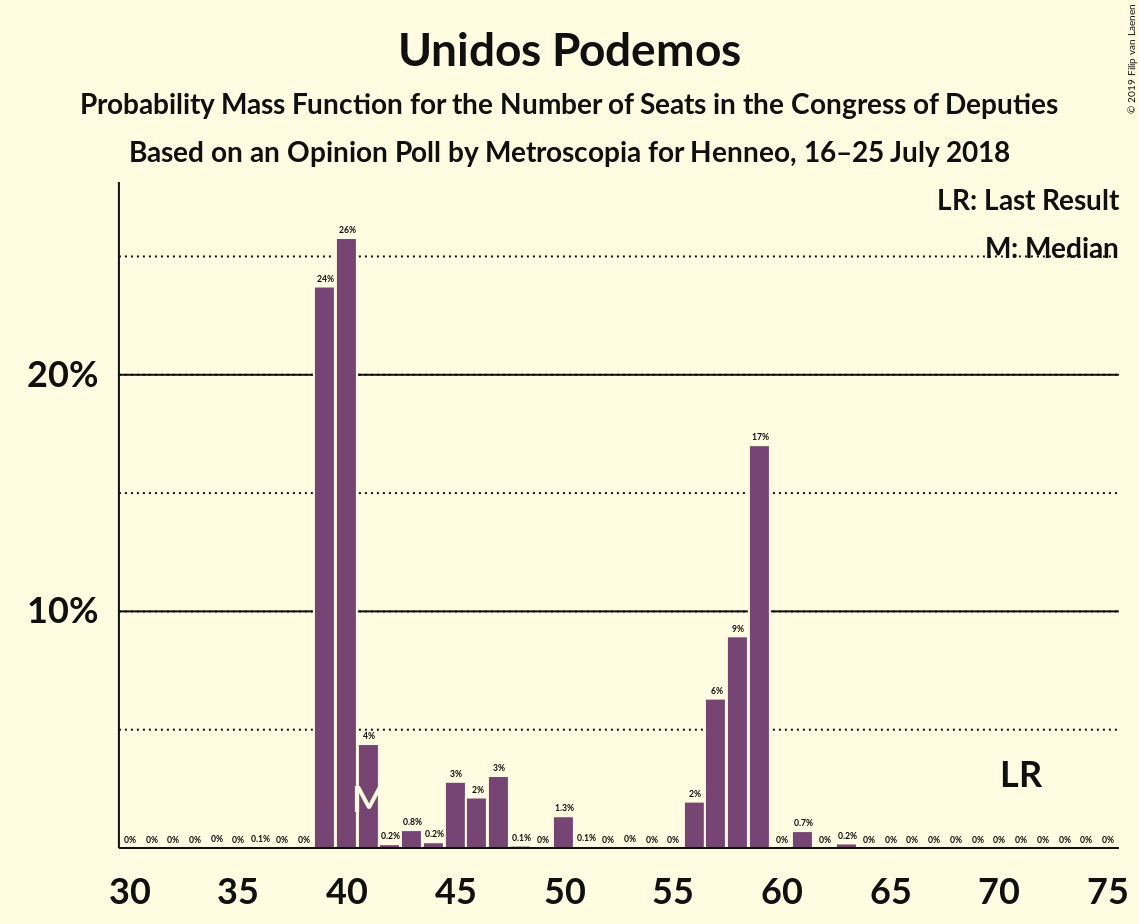 Unidos Podemos
Probability Mass Function for the Number of Seats in the Congress of Deputies
Based on an Opinion Poll by Metroscopia for Henneo, 16–25 July 2018
© 2019 Filip van Laenen
LR: Last Result
M: Median
20%
10%
0% 0% 0% 0% 0% 0% 0.1% 0% 0% 24% 26% 4% 0.2% 0.8% 0.2% 3% 2% 3% 0.1% 0% 1.3% 0.1% 0% 0% 0% 0% 2% 6% 9% 17% 0% 0.7% 0% 0.2% 0% 0% 0% 0% 0% 0% 0% 0% 0% 0% 0% 0%
M
LR
30 35 40 45 50 55 60 65 70 75